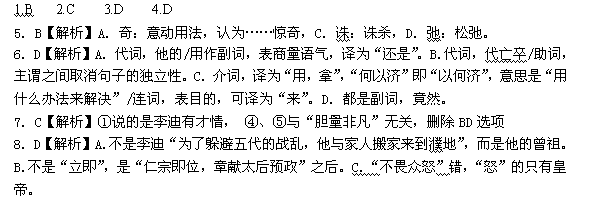 1.B 2.C 3.D 4.D
5. B【解析】A. 奇：意动用法，认为……惊奇，C. 诛：诛杀，D. 弛：松弛。
6. D【解析】A. 代词，他的/用作副词，表商量语气，译为“还是”。B.代词，代亡卒/助词，
主谓之间取消句子的独立性。C. 介词，译为“用，拿”，“何以济”即“以何济”，意思是“用
什么办法来解决” /连词，表目的，可译为“来”。D. 都是副词，竟然。
7. C【解析】①说的是李迪有才情， ④、⑤与“胆量非凡”无关，删除 BD 选项
8. D【解析】A.不是李迪“为了躲避五代的战乱，他与家人搬家来到濮地”，而是他的曾祖。
B.不是“立即”，是“仁宗即位，章献太后预政”之后。C.“不畏众怒”错，“怒”的只有皇
帝。